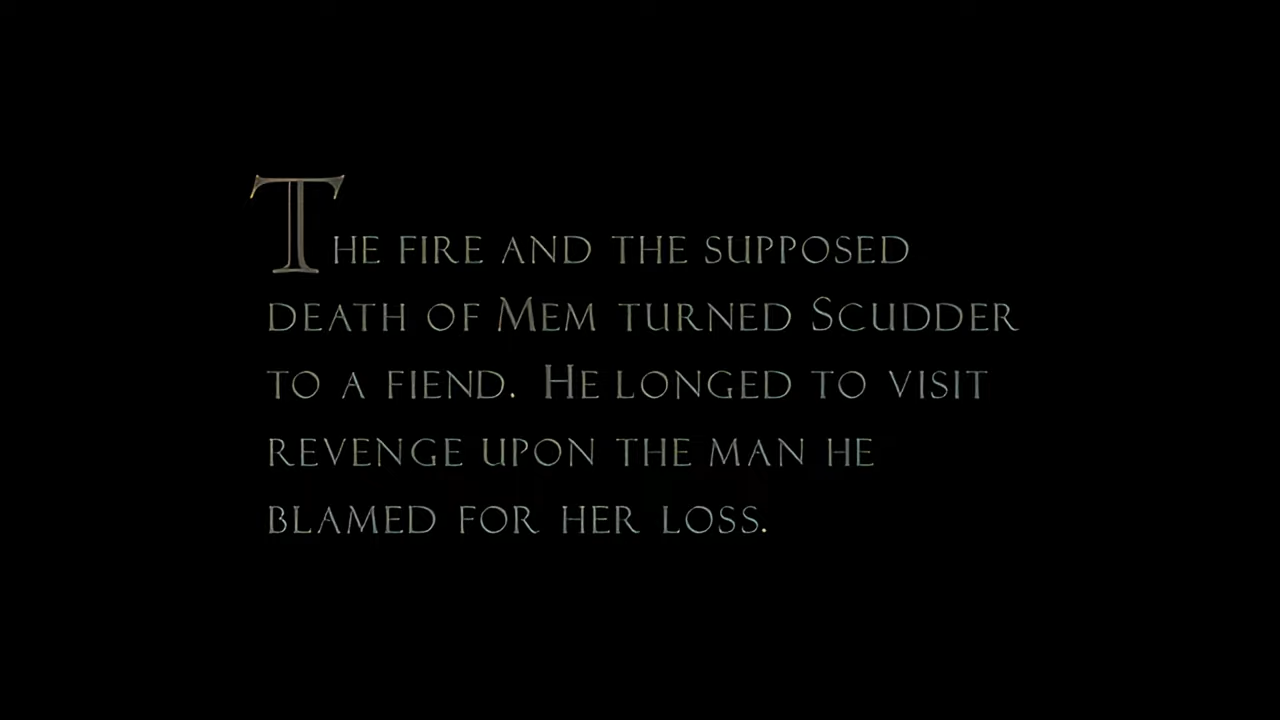 The fire and the supposed
death of Mem turned Scudder
to a fiend. He longed to visit
revenge upon the man he
blamed for her loss.